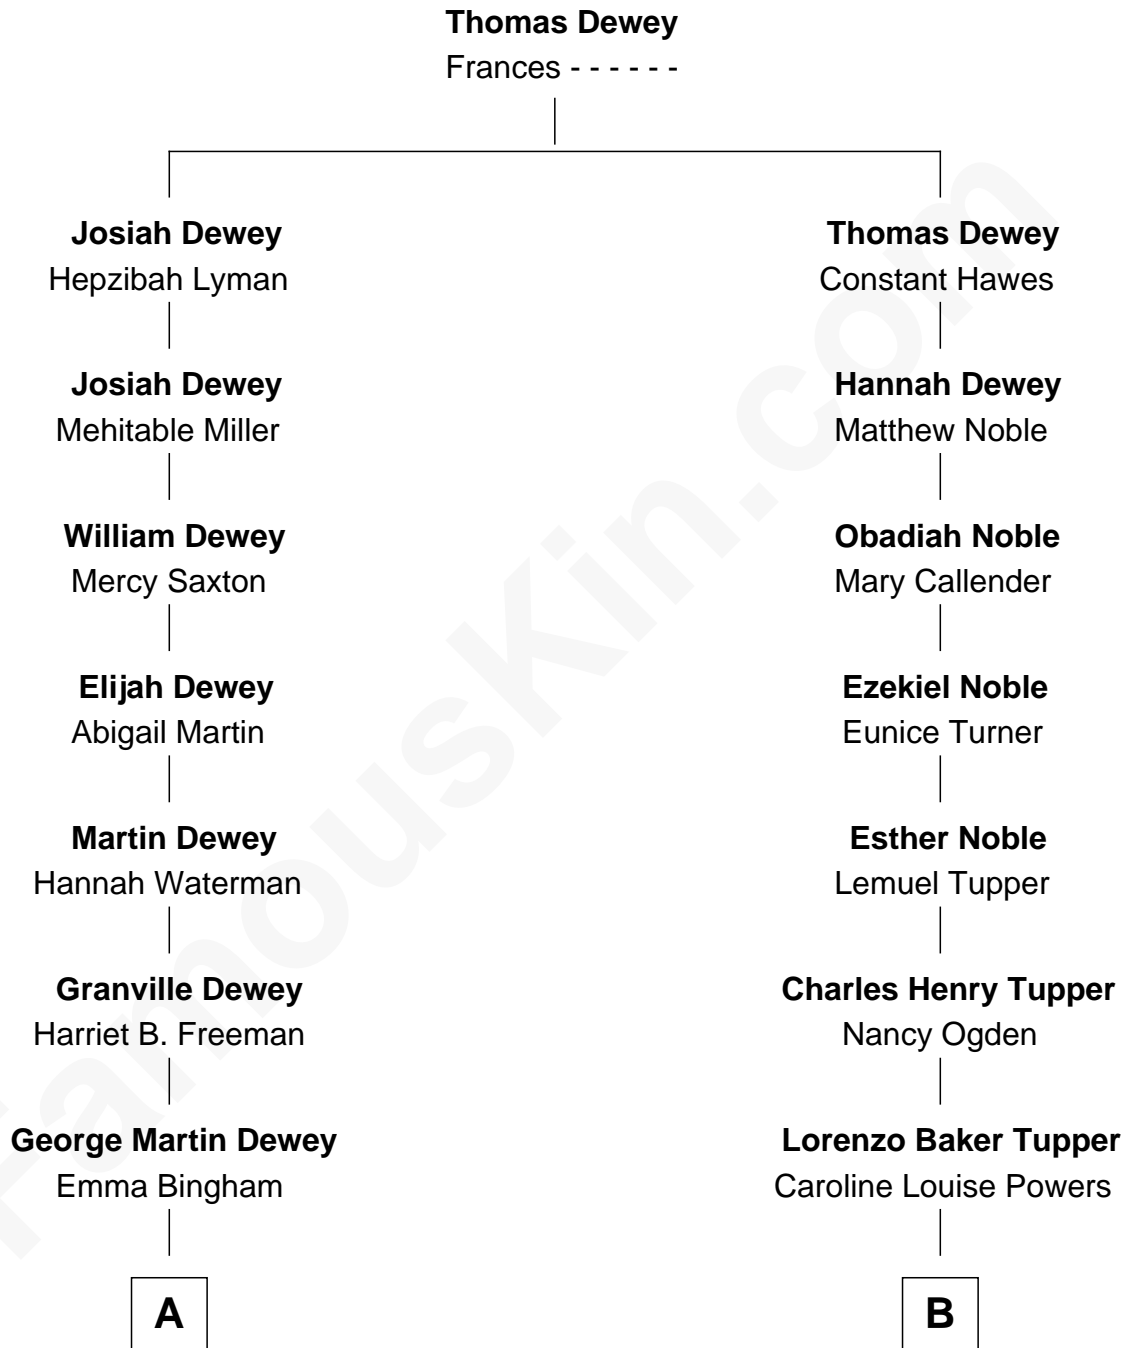 Thomas Dewey
Frances - - - - - -
Josiah Dewey
Hepzibah Lyman
Josiah Dewey
Mehitable Miller
William Dewey
Mercy Saxton
Elijah Dewey
Abigail Martin
Martin Dewey
Hannah Waterman
Granville Dewey
Harriet B. Freeman
George Martin Dewey
Emma Bingham
A
Thomas Dewey
Constant Hawes
Hannah Dewey
Matthew Noble
Obadiah Noble
Mary Callender
Ezekiel Noble
Eunice Turner
Esther Noble
Lemuel Tupper
Charles Henry Tupper
Nancy Ogden
Lorenzo Baker Tupper
Caroline Louise Powers
B
FamousKin.com